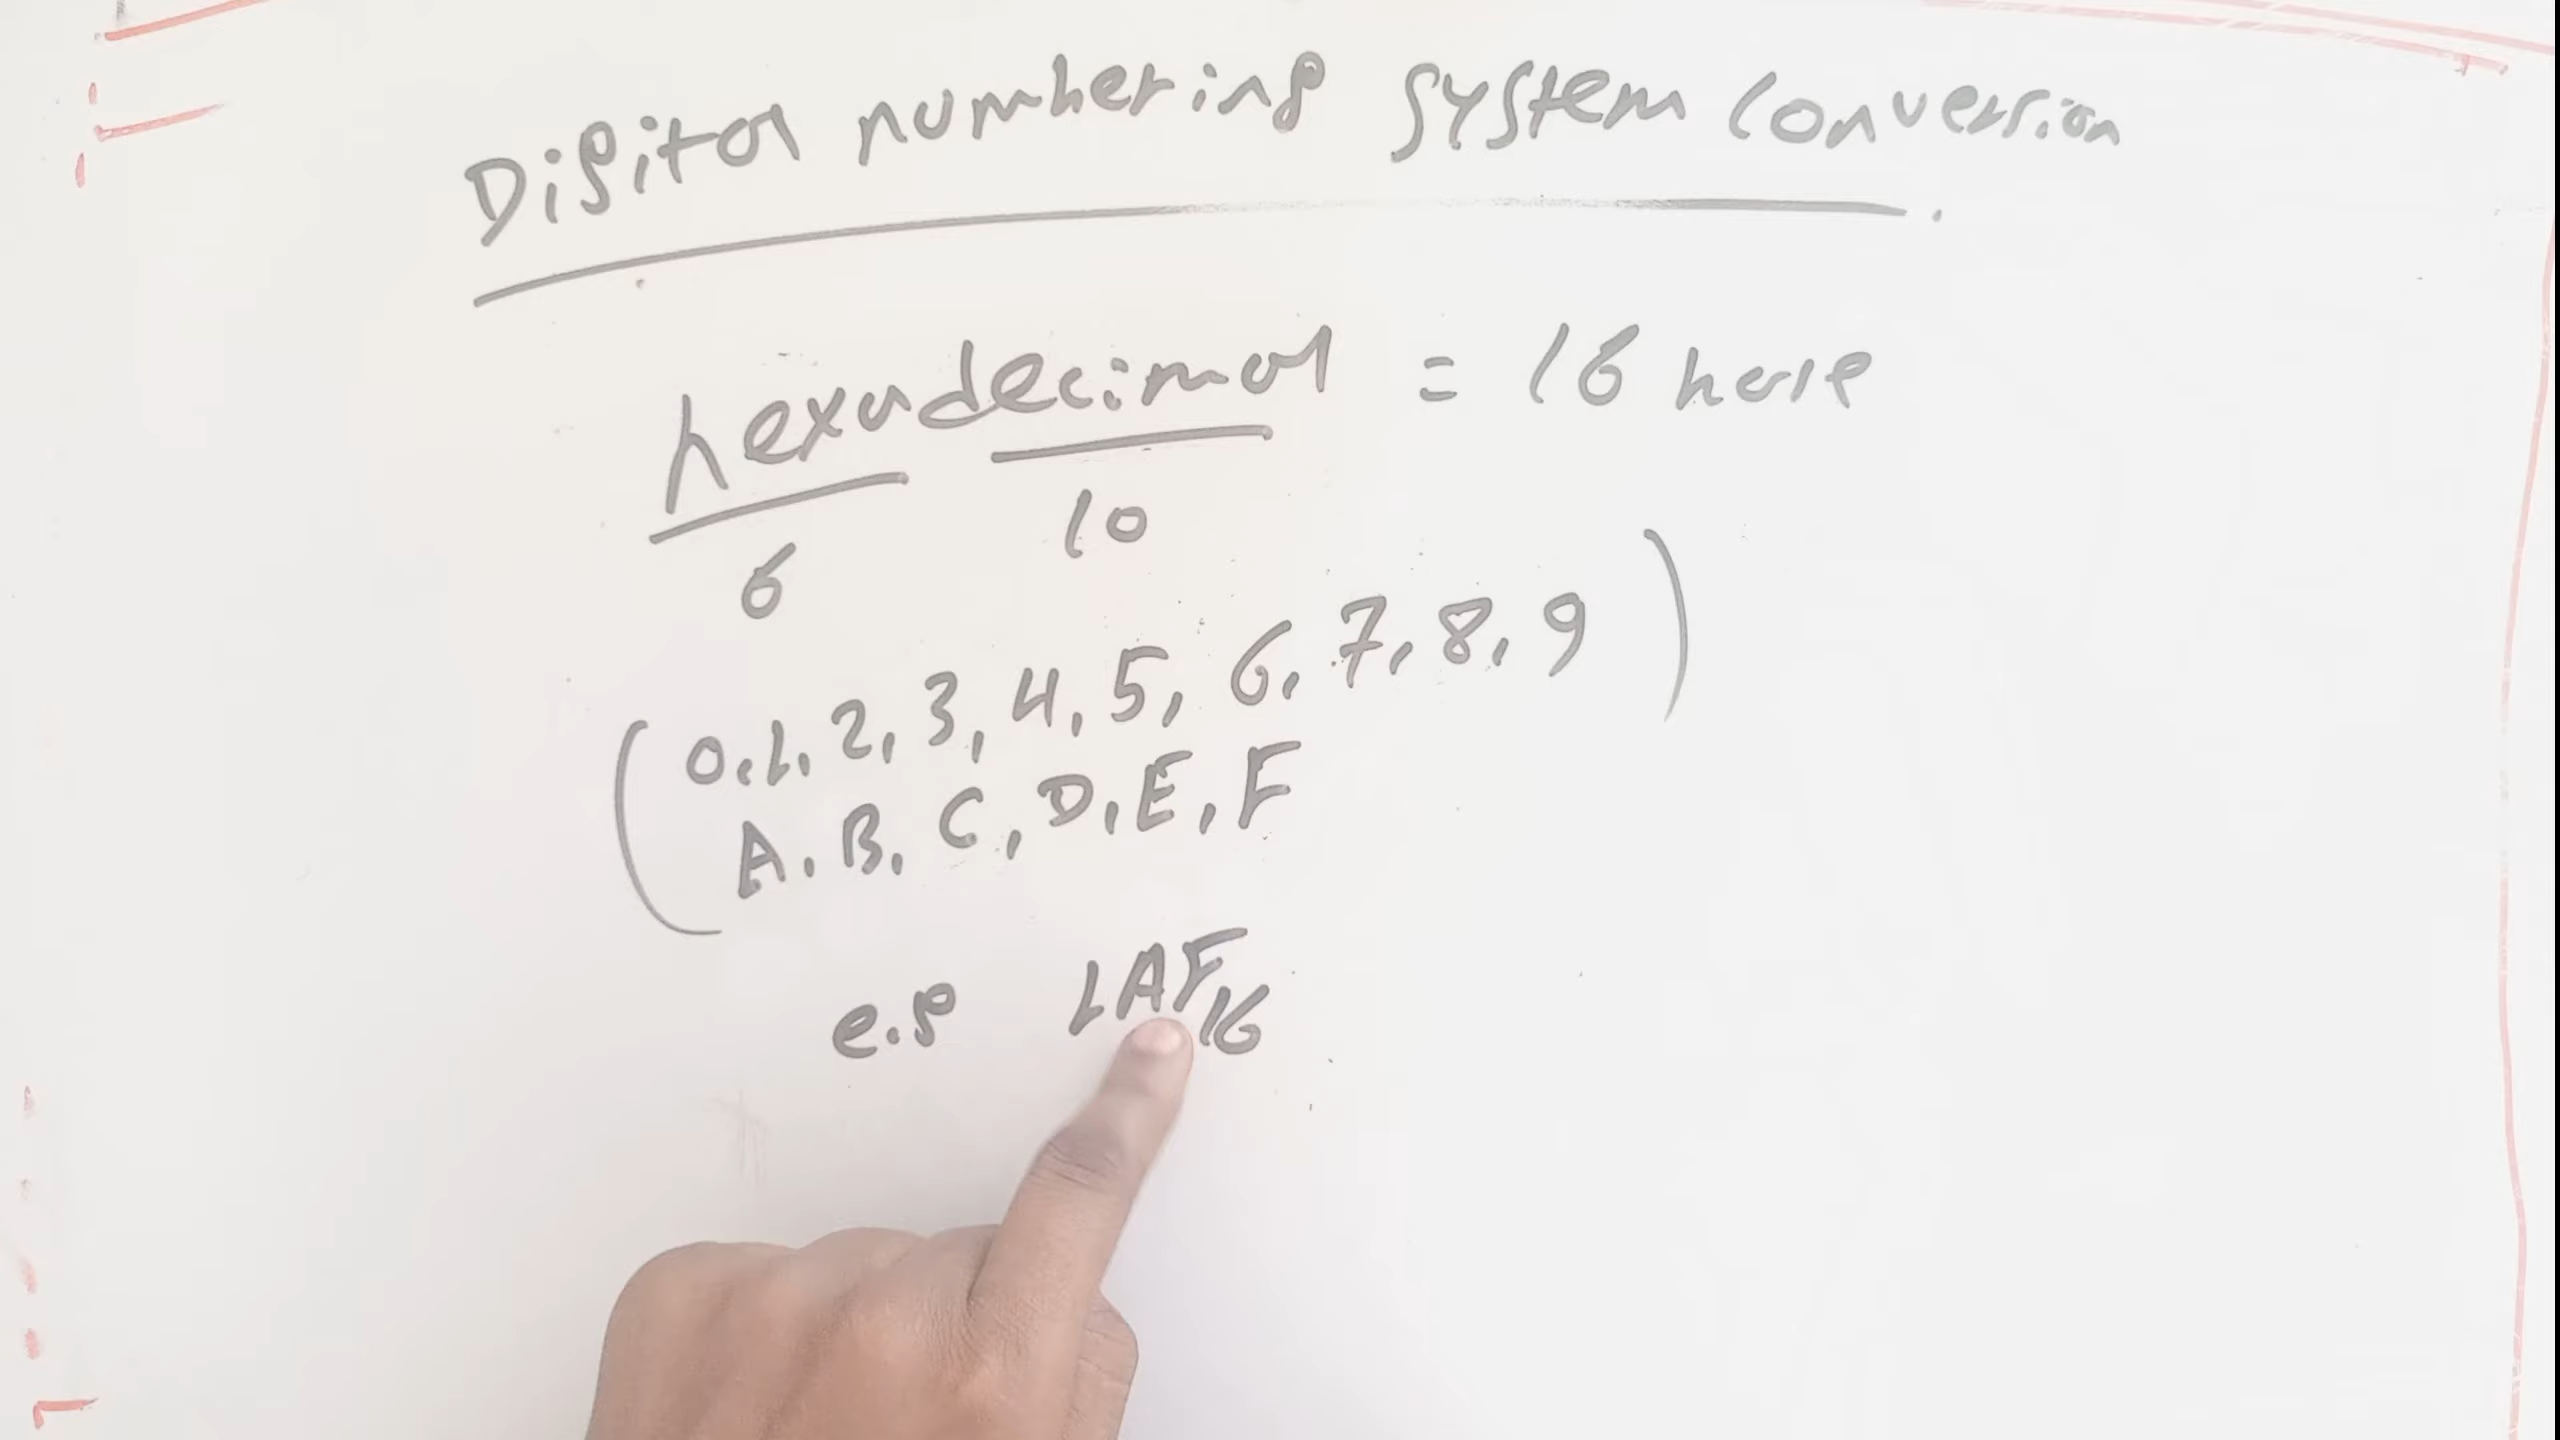 Digital numbering system conversion
hexadecimal = 16 base
6 10
(0,1,2,3,4,5,6,7,8,9)
A,B,C,D,E,F
e.g 1AF16